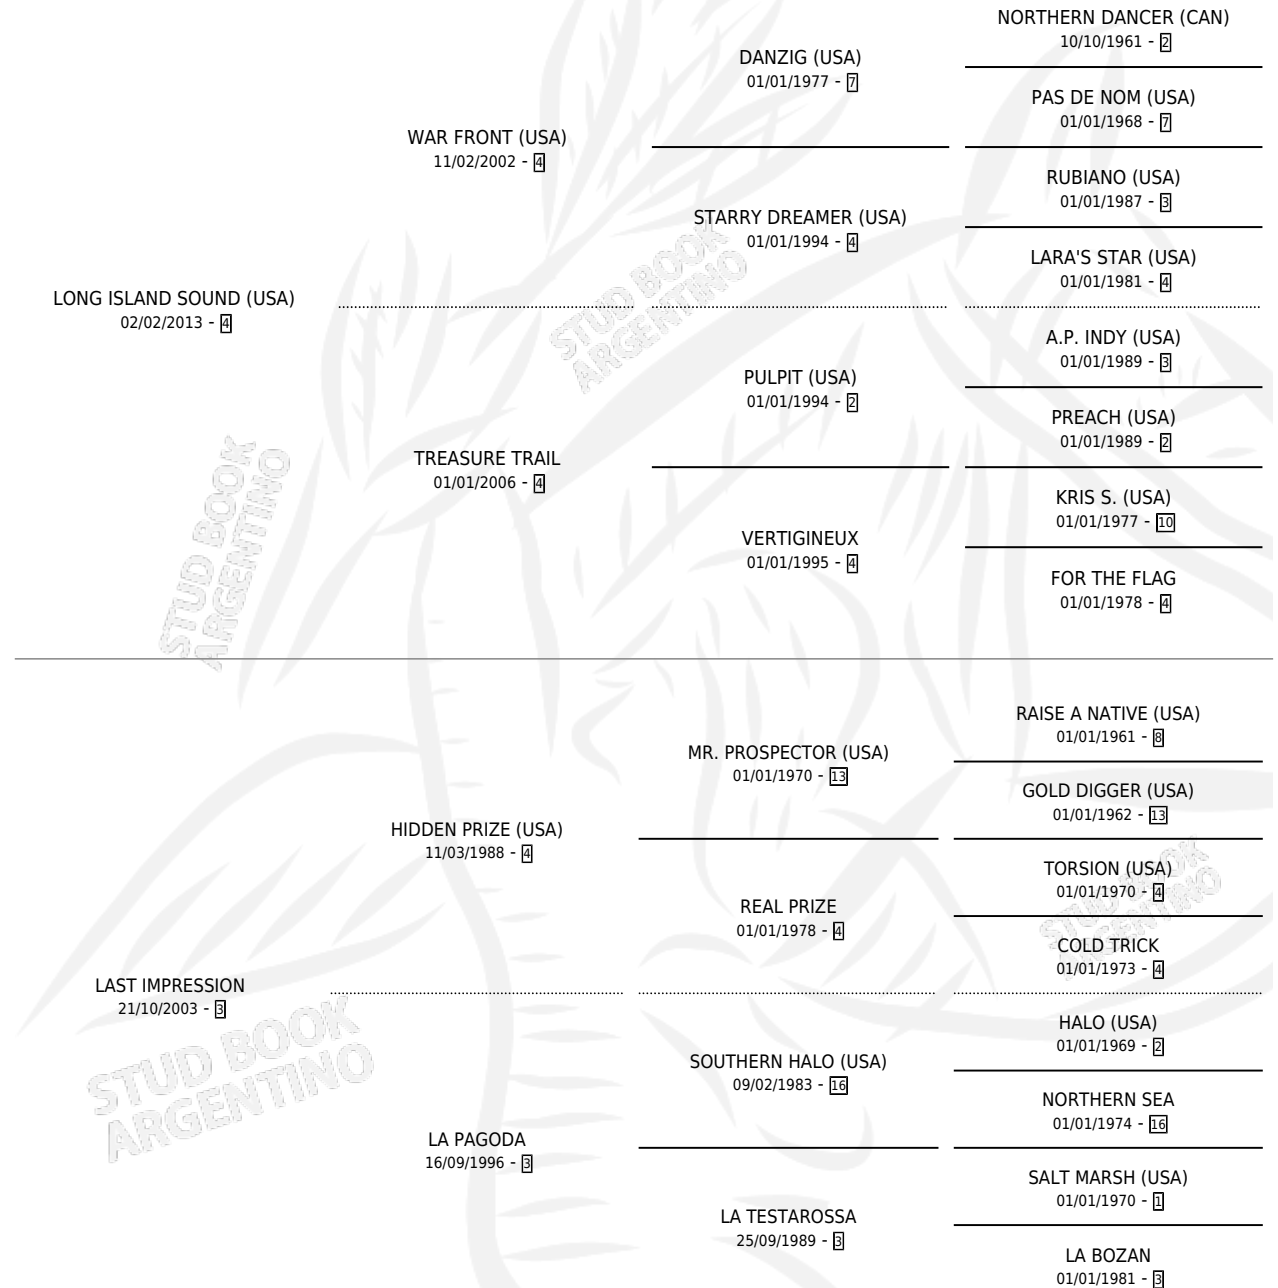 NORTHERN DANCER (CAN)
10/10/1961 - 2
DANZIG (USA)
01/01/1977 - 7
PAS DE NOM (USA)
01/01/1968 - 7
WAR FRONT (USA)
11/02/2002 - 4
RUBIANO (USA)
01/01/1987 - 3
STARRY DREAMER (USA)
01/01/1994 - 4
LARA'S STAR (USA)
01/01/1981 - 4
LONG ISLAND SOUND (USA)
02/02/2013 - 4
A.P. INDY (USA)
01/01/1989 - 3
PULPIT (USA)
01/01/1994 - 2
PREACH (USA)
01/01/1989 - 2
TREASURE TRAIL
01/01/2006 - 4
KRIS S. (USA)
01/01/1977 - 10
VERTIGINEUX
01/01/1995 - 4
FOR THE FLAG
01/01/1978 - 4
RAISE A NATIVE (USA)
01/01/1961 - 8
MR. PROSPECTOR (USA)
01/01/1970 - 13
GOLD DIGGER (USA)
01/01/1962 - 13
HIDDEN PRIZE (USA)
11/03/1988 - 4
TORSION (USA)
01/01/1970 - 4
REAL PRIZE
01/01/1978 - 4
COLD TRICK
01/01/1973 - 4
LAST IMPRESSION
21/10/2003 - 3
HALO (USA)
01/01/1969 - 2
SOUTHERN HALO (USA)
09/02/1983 - 16
NORTHERN SEA
01/01/1974 - 16
LA PAGODA
16/09/1996 - 3
SALT MARSH (USA)
01/01/1970 - 1
LA TESTAROSSA
25/09/1989 - 3
LA BOZAN
01/01/1981 - 3
STUD BOOK
ARGENTINO
STUD BOOK
ARGENTINO
STUD BOOK
ARGENTINO
STUD BOOK
ARGENTINO